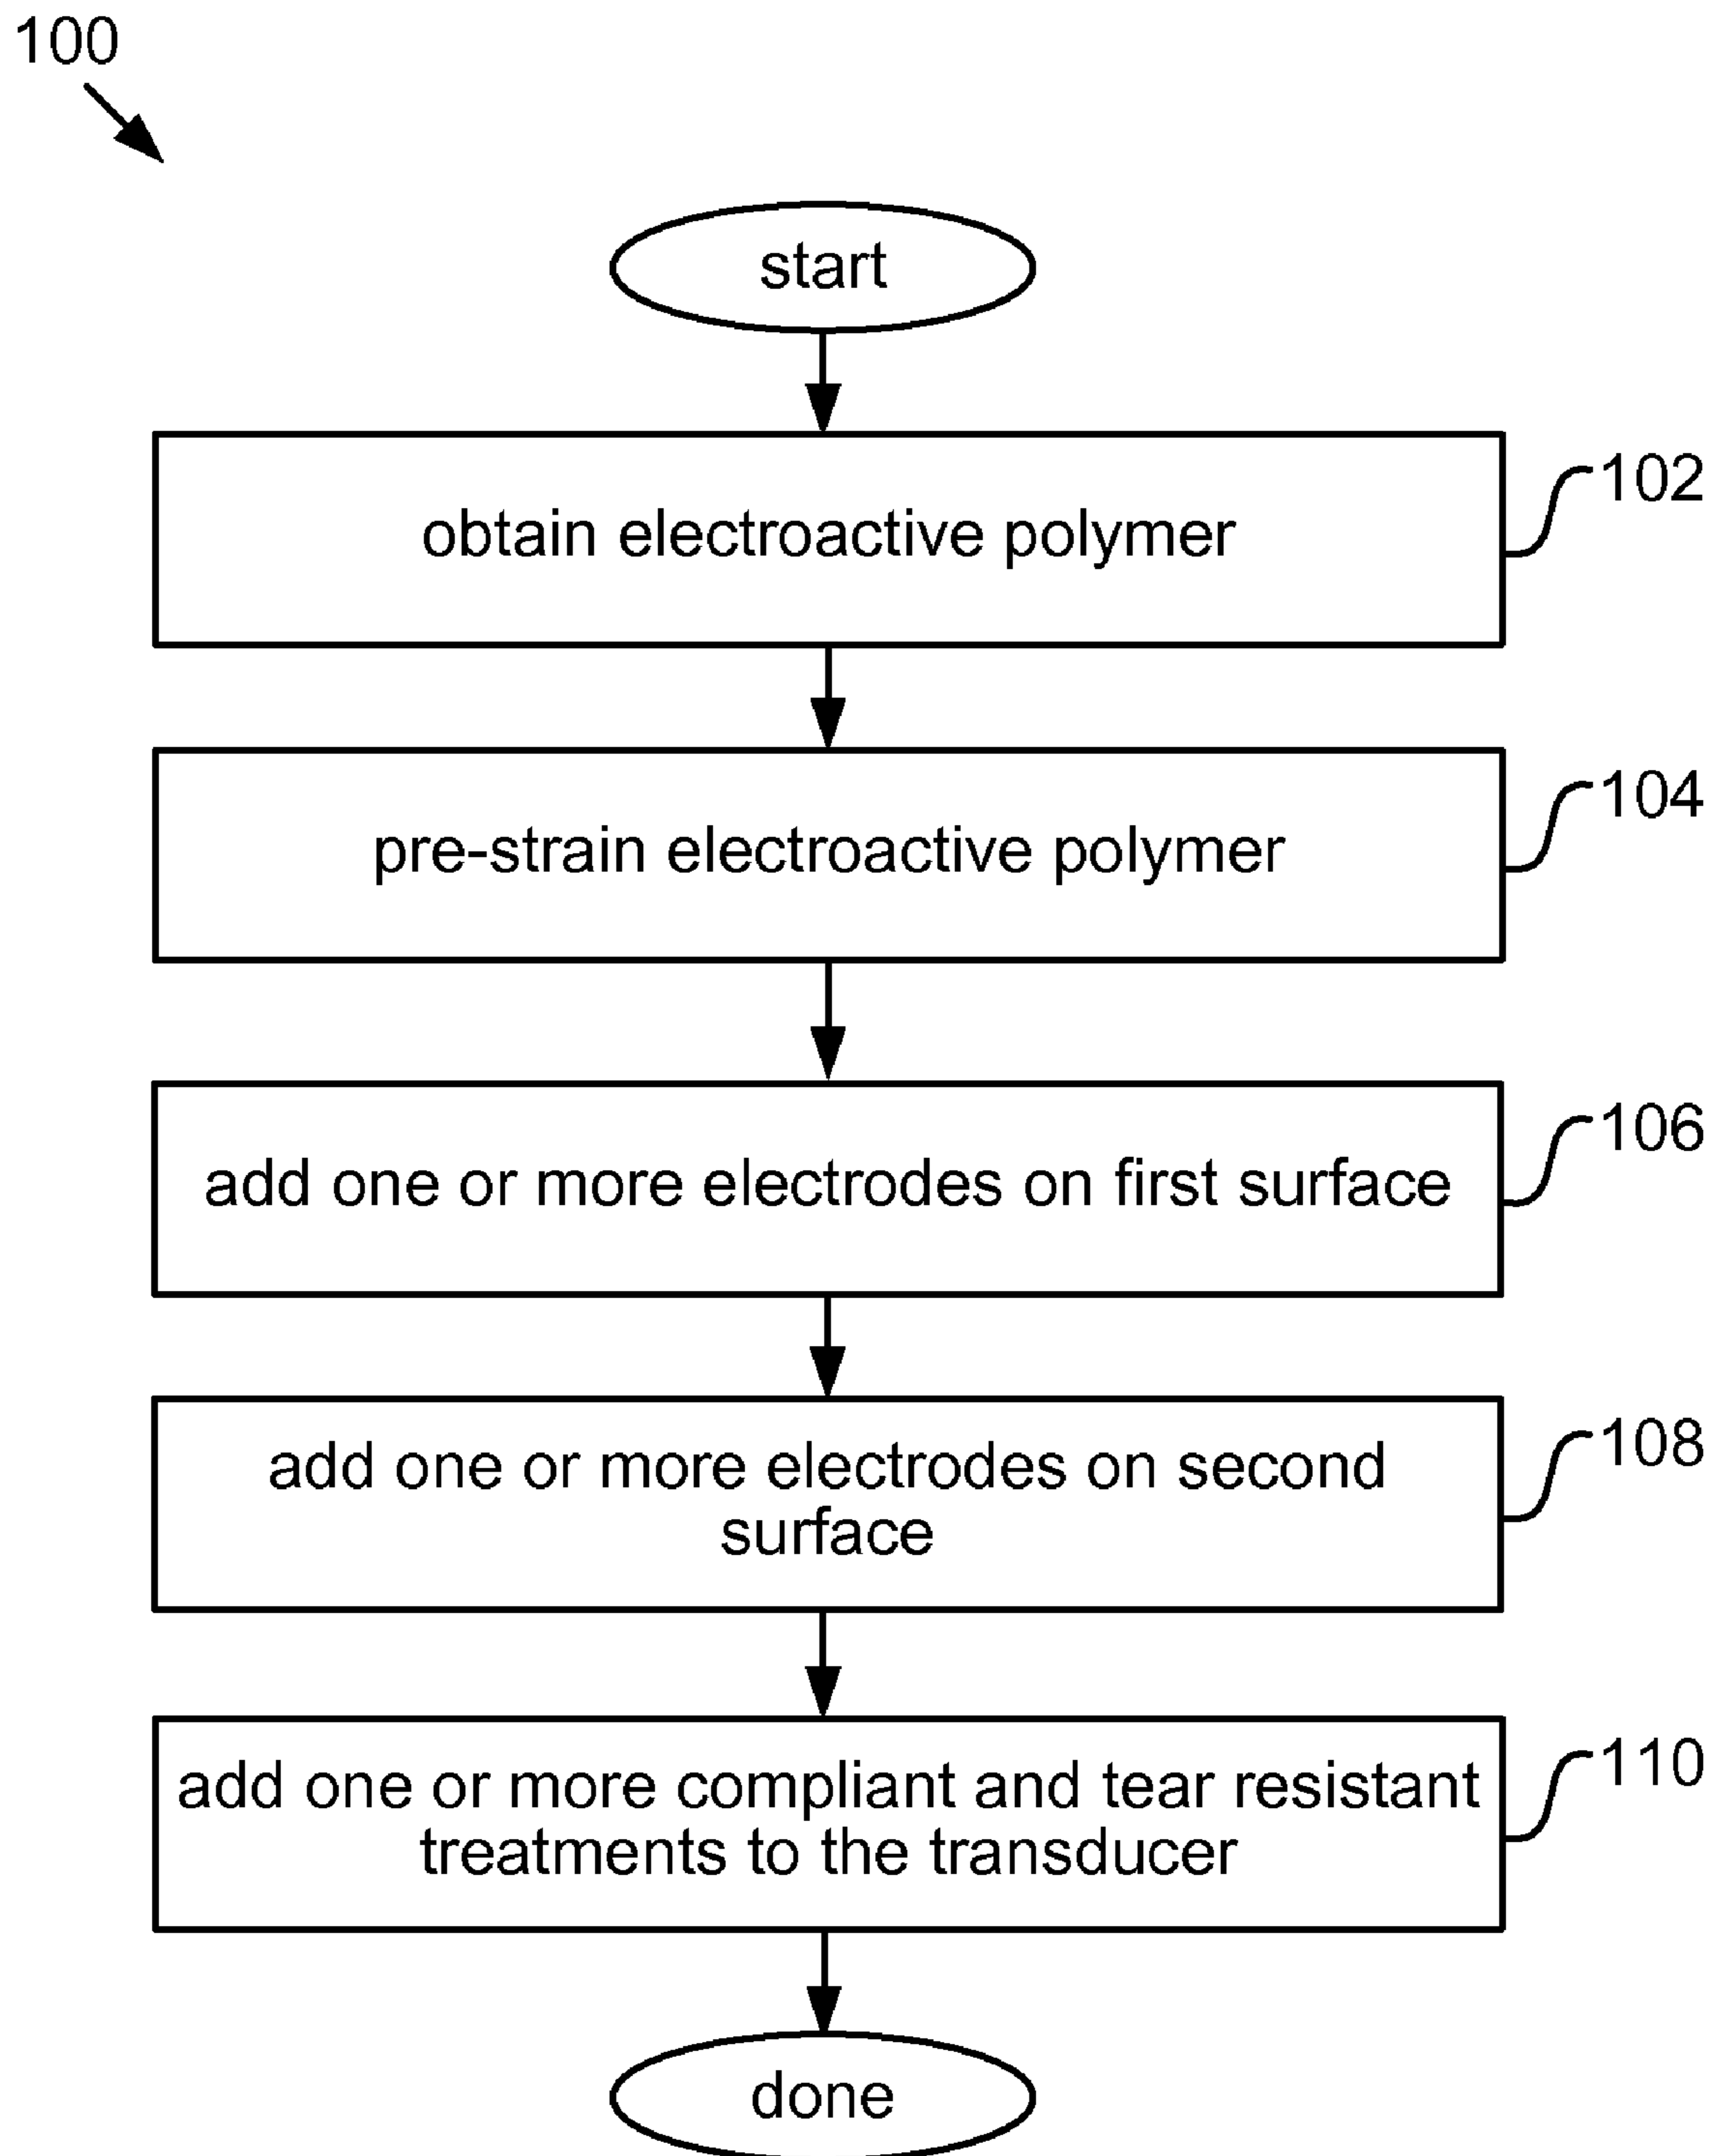 100
start
obtain electroactive polymer
102
pre-strain electroactive polymer
104
add one or more electrodes on first surface
106
add one or more electrodes on second
surface
108
add one or more compliant and tear resistant
treatments to the transducer
110
done